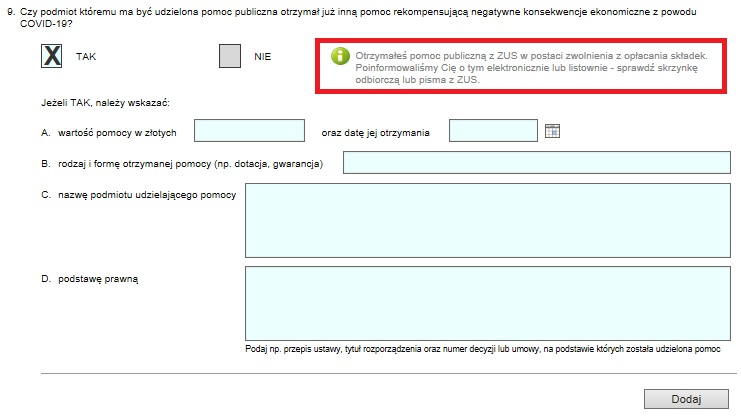 9. Czy podmiot któremu ma być udzielona pomoc publiczna otrzymał już inną pomoc rekompensującą negatywne konsekwencje ekonomiczne z powodu
COVID-19?
X TAK NIE
Otrzymałeś pomoc publiczną z ZUS w postaci zwolnienia z opłacania składek.
Poinformowaliśmy Cię o tym elektronicznie lub listownie - sprawdź skrzynkę
odbiorczą lub pisma z ZUS.
Jeżeli TAK, należy wskazać:
A. wartość pomocy w złotych oraz datę jej otrzymania
B. rodzaj i formę otrzymanej pomocy (np. dotacja, gwarancja)
C. nazwę podmiotu udzielającego pomocy
D. podstawę prawną
Podaj np. przepis ustawy, tytuł rozporządzenia oraz numer decyzji lub umowy, na podstawie których została udzielona pomoc
Dodaj